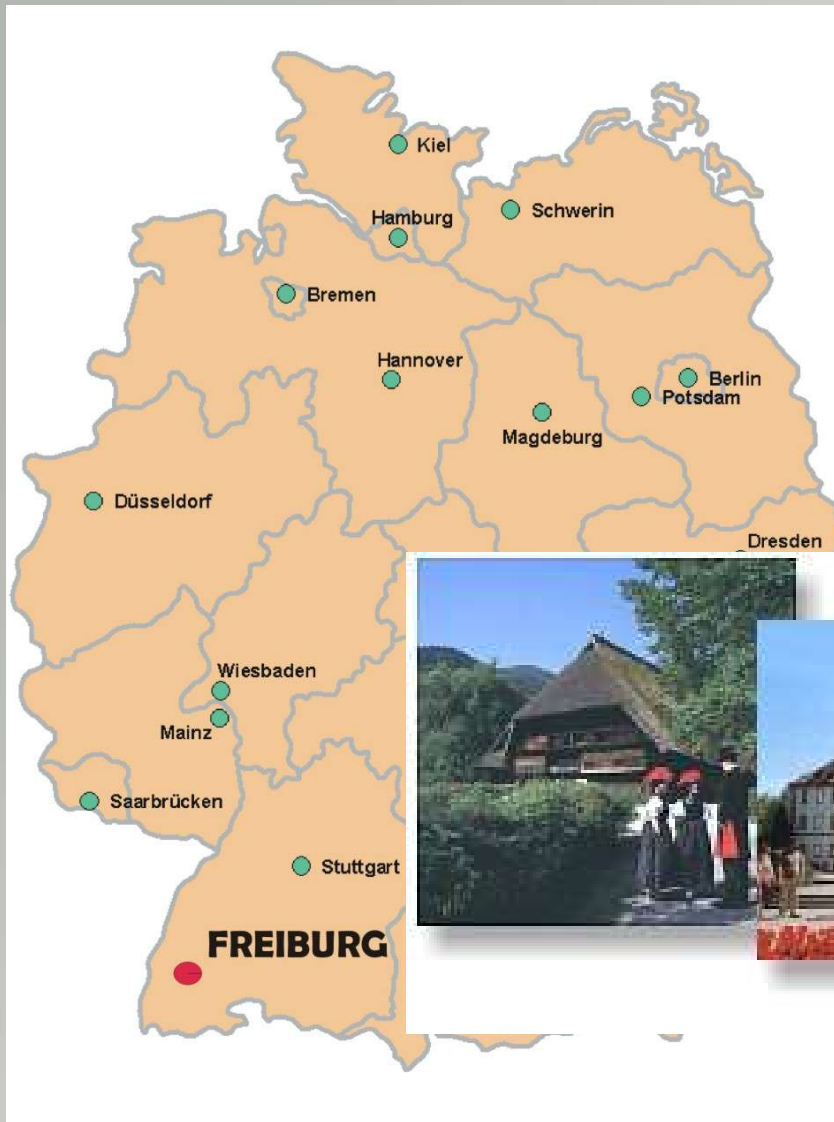 Kiel
Schwerin
Hamburg
Bremen
Hannover
Berlin
Potsdam
Magdeburg
Düsseldorf
Dresden
Wiesbaden
Mainz
Saarbrücken
Stuttgart
FREIBURG